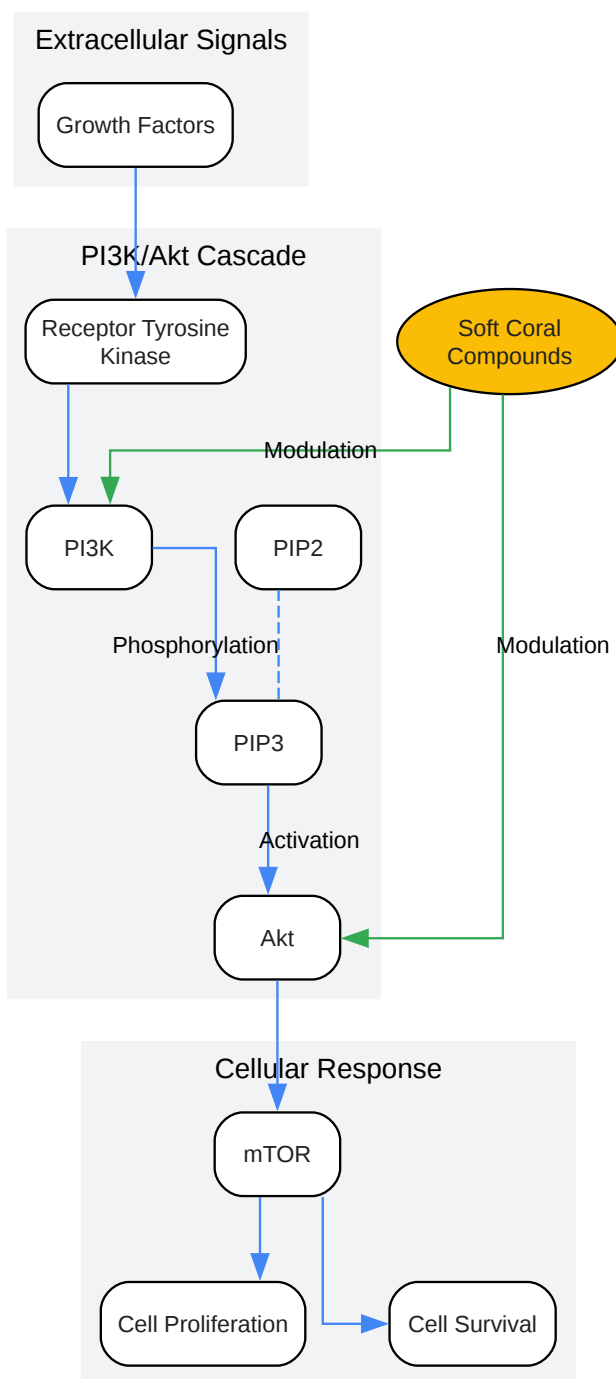 Extracellular Signals
Growth Factors
PI3K/Akt Cascade
Receptor Tyrosine
Kinase
Soft Coral
Compounds
Modulation
PI3K
PIP2
Phosphorylation
Modulation
PIP3
Activation
Akt
Cellular Response
mTOR
Cell Proliferation
Cell Survival